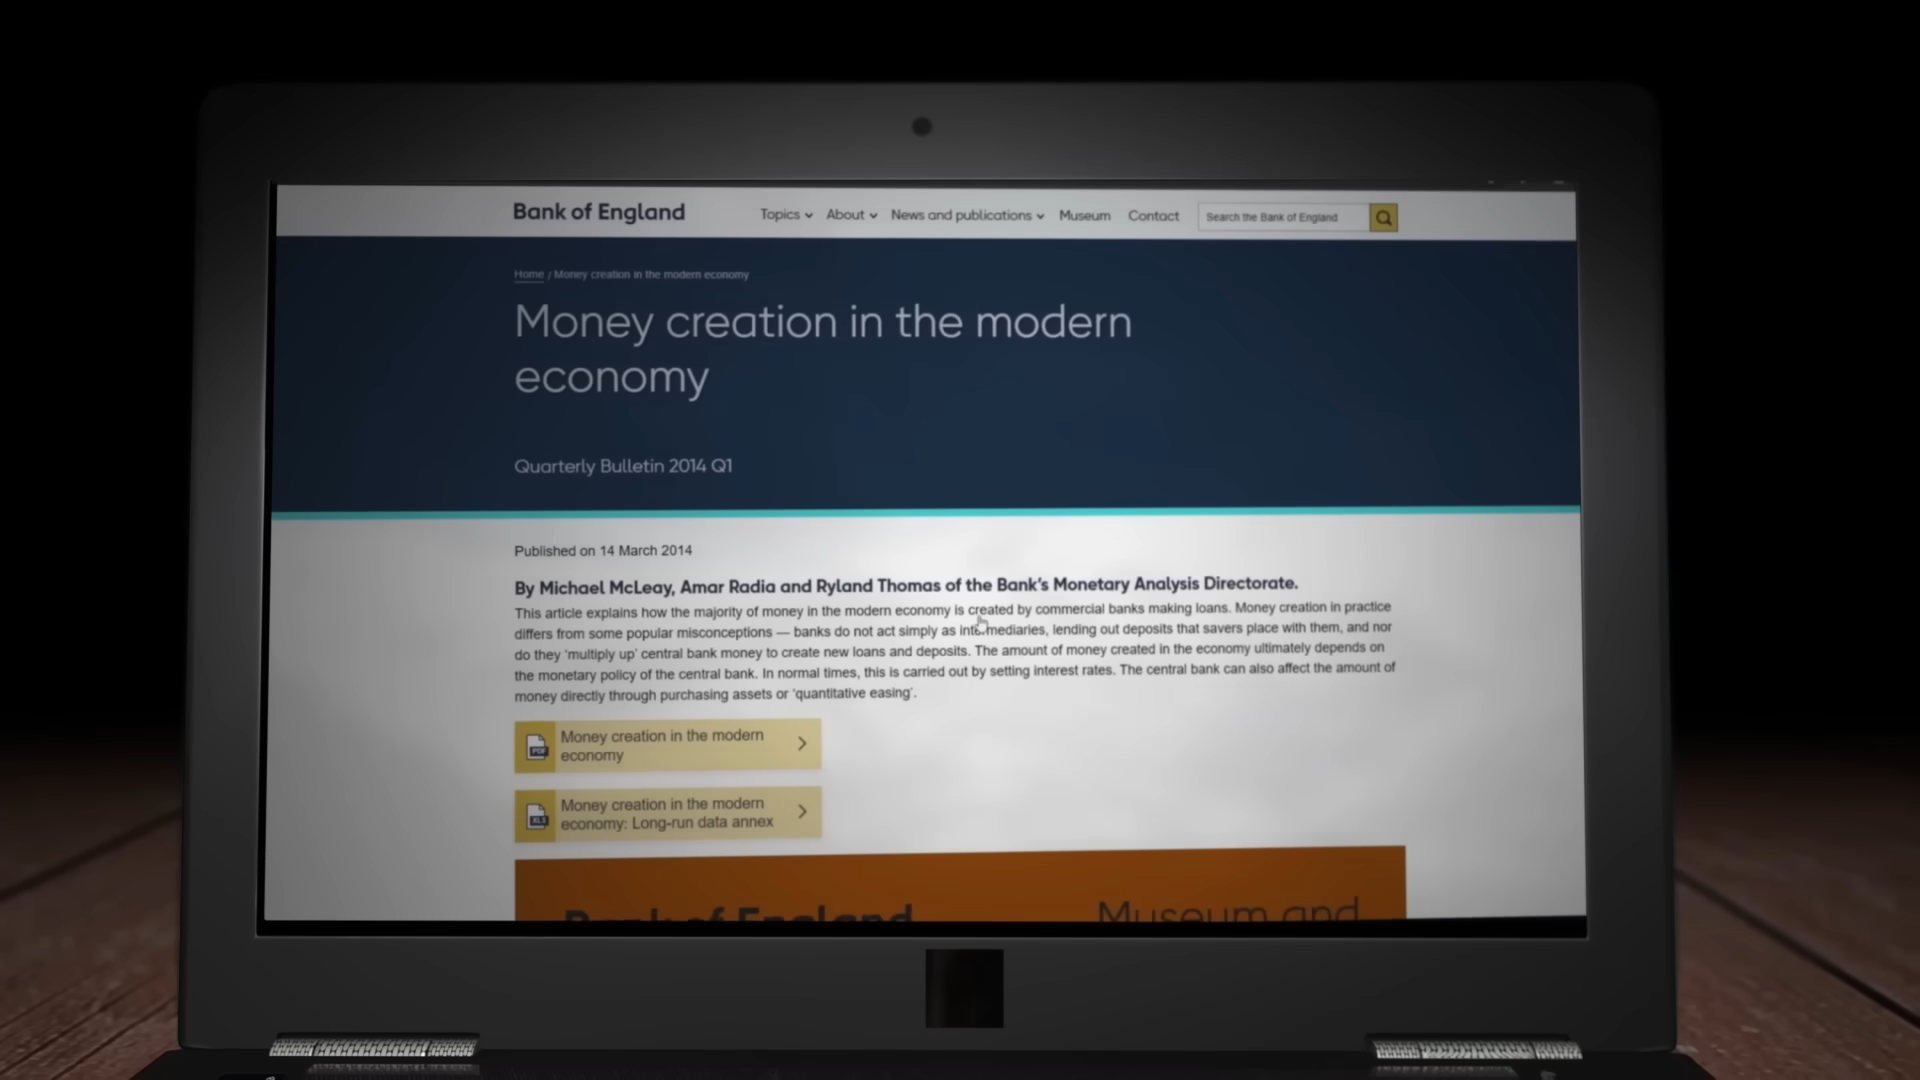 Bank of England
Topics About News and publications Museum Contact Search the Bank of England
Home / Money creation in the modern economy
Money creation in the modern
economy
Quarterly Bulletin 2014 Q1
Published on 14 March 2014
By Michael McLeay, Amar Radia and Ryland Thomas of the Bank's Monetary Analysis Directorate.
This article explains how the majority of money in the modern economy is created by commercial banks making loans. Money creation in practice
differs from some popular misconceptions — banks do not act simply as intermediaries, lending out deposits that savers place with them, and nor
do they 'multiply up' central bank money to create new loans and deposits. The amount of money created in the economy ultimately depends on
the monetary policy of the central bank. In normal times, this is carried out by setting interest rates. The central bank can also affect the amount of
money directly through purchasing assets or 'quantitative easing'.
PDF
Money creation in the modern
economy
XLS
Money creation in the modern
economy: Long-run data annex
Bank of England Museum and